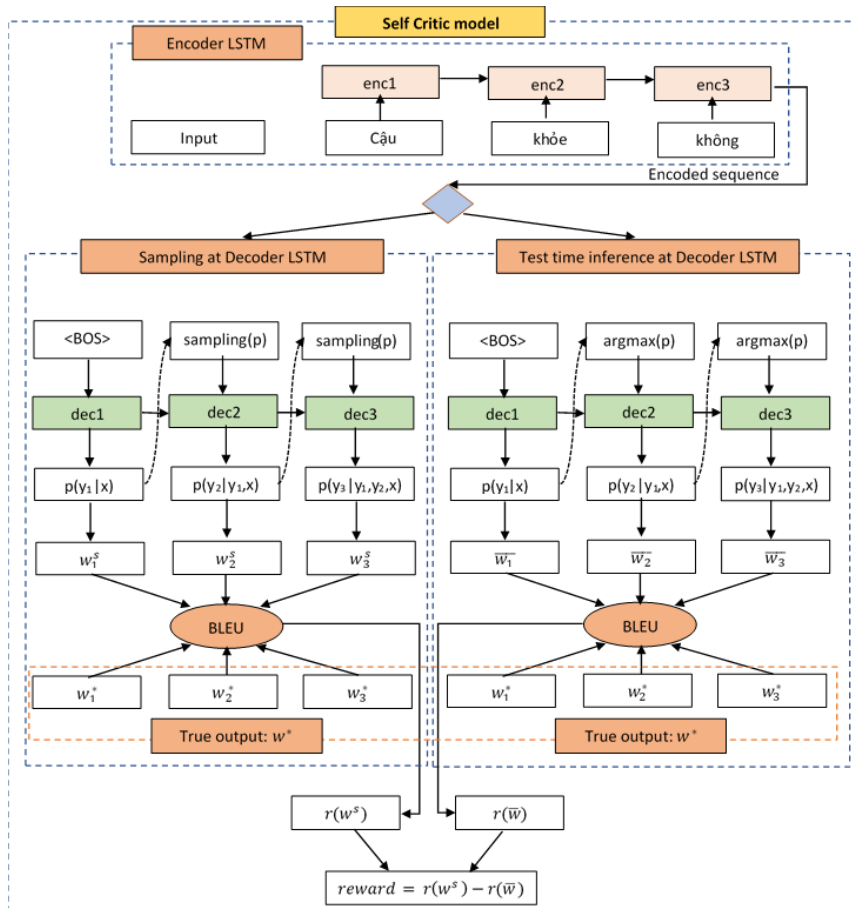 Self Critic model
Encoder LSTM
enc1 enc2 enc3
Input Cậu khỏe không
Encoded sequence
Sampling at Decoder LSTM Test time inference at Decoder LSTM
<BOS> sampling(p) sampling(p) <BOS> argmax(p) argmax(p)
dec1 dec2 dec3 dec1 dec2 dec3
p(y₁|x) p(y₂|y₁,x) p(y₃|y₁,y₂,x) p(y₁|x) p(y₂|y₁,x) p(y₃|y₁,y₂,x)
w₁ˢ w₂ˢ w₃ˢ w̅₁ w̅₂ w̅₃
BLEU BLEU
w₁* w₂* w₃* w₁* w₂* w₃*
True output: w* True output: w*
r(wˢ) r(w̅)
reward = r(wˢ) − r(w̅)